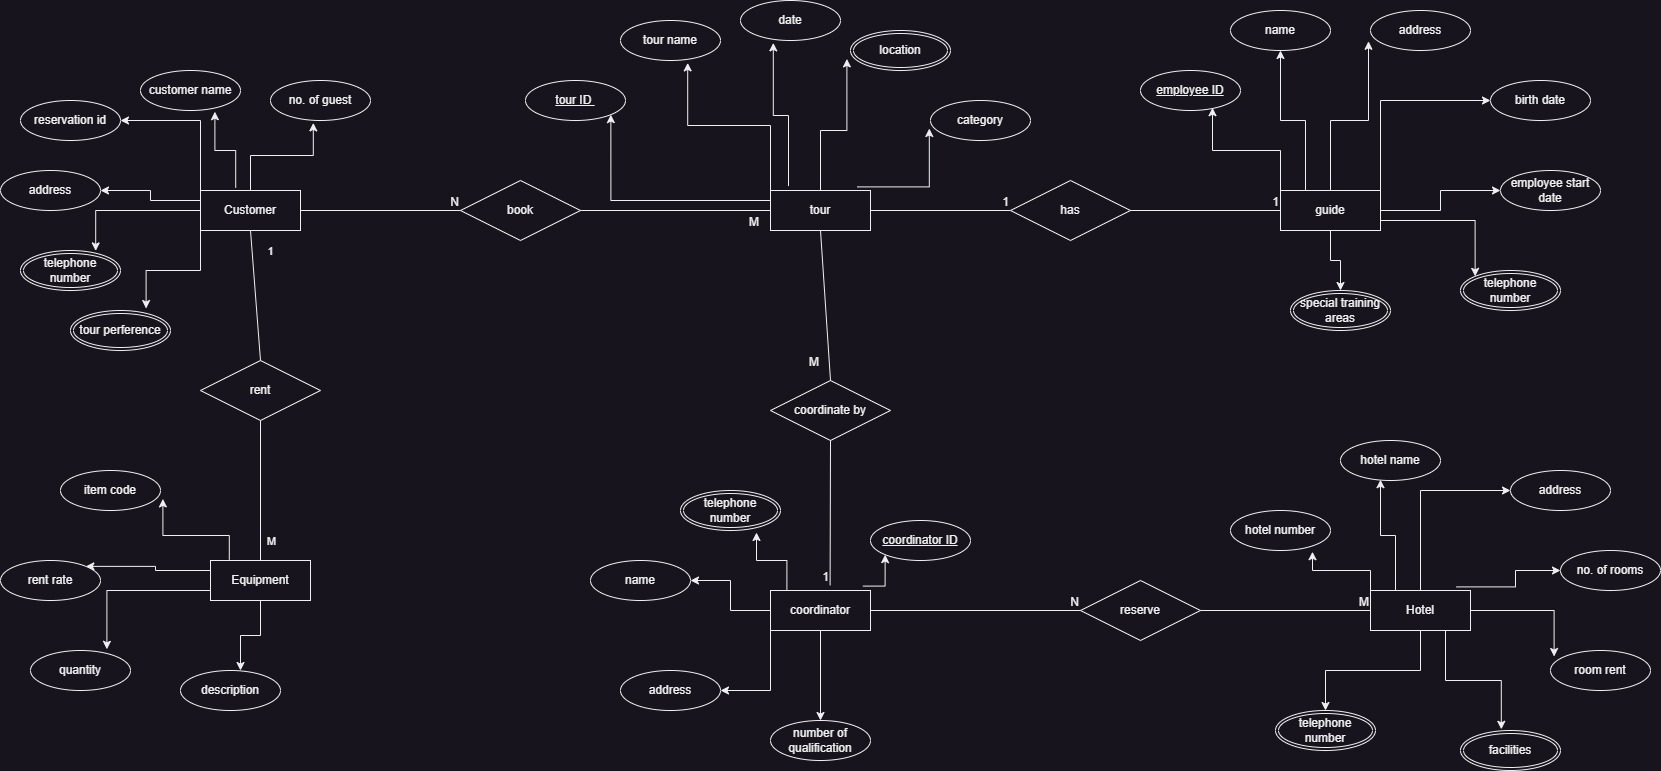 date
name
address
tour name
location
customer name
employee ID
no. of guest
tour ID
birth date
reservation id
category
address
employee start
date
N
1
1
Customer
book
tour
has
guide
M
1
telephone
number
telephone
number
special training
areas
tour perference
M
rent
coordinate by
hotel name
item code
address
telephone
number
hotel number
coordinator ID
M
no. of rooms
rent rate
Equipment
name
1
N
M
coordinator
reserve
Hotel
quantity
room rent
description
address
telephone
number
number of
qualification
facilities